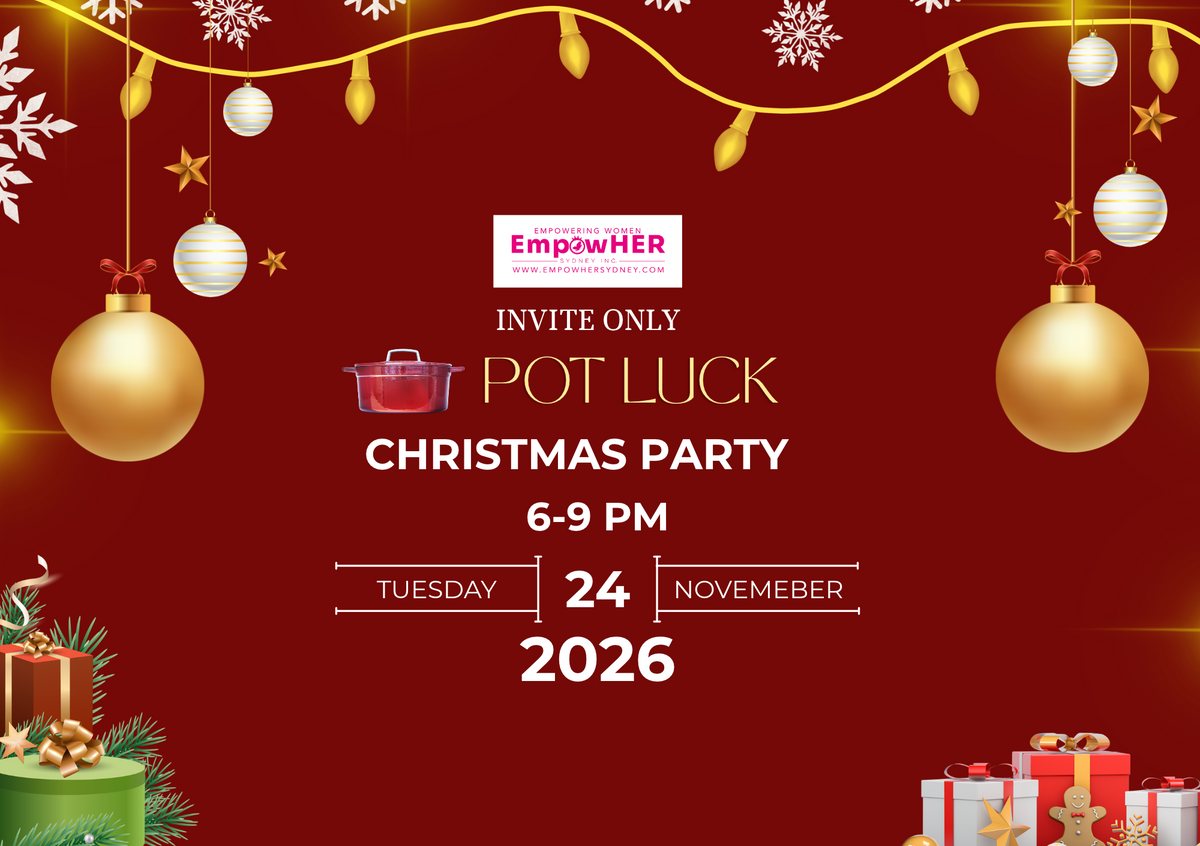 EMPOWERING WOMEN
EmpowHER
SYDNEY INC
WWW.EMPOWHERSYDNEY.COM
INVITE ONLY
POT LUCK
CHRISTMAS PARTY
6-9 PM
TUESDAY 24 NOVEMEBER
2026